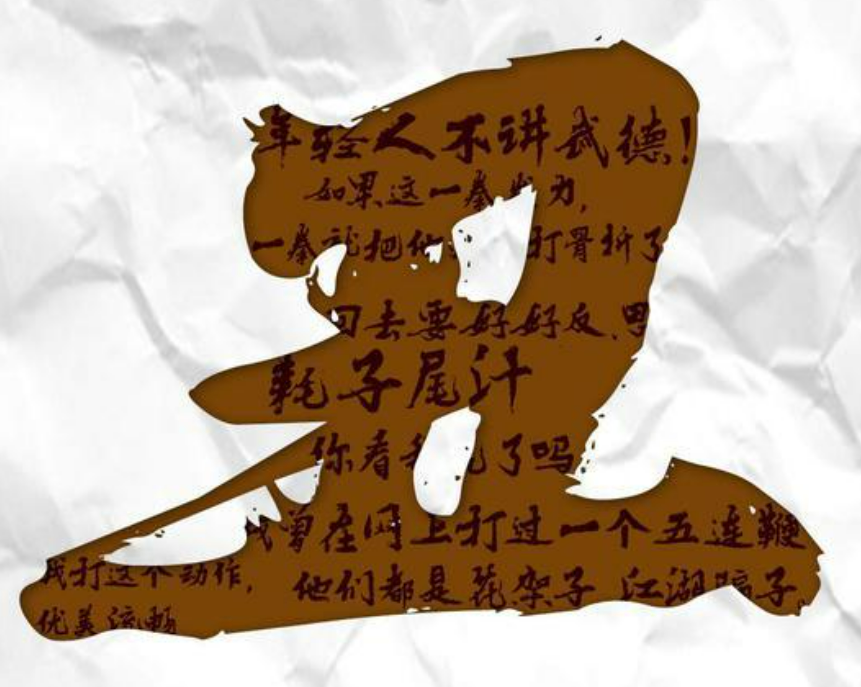 丑
年轻人不讲武德!
如果这一拳发力,
一拳就把他 打骨折了
回去要好好反思
耗子尾汁
你看我 了吗
我曾在网上打过一个五连鞭
我打这个动作, 他们都是花架子 江湖骗子
优美流畅